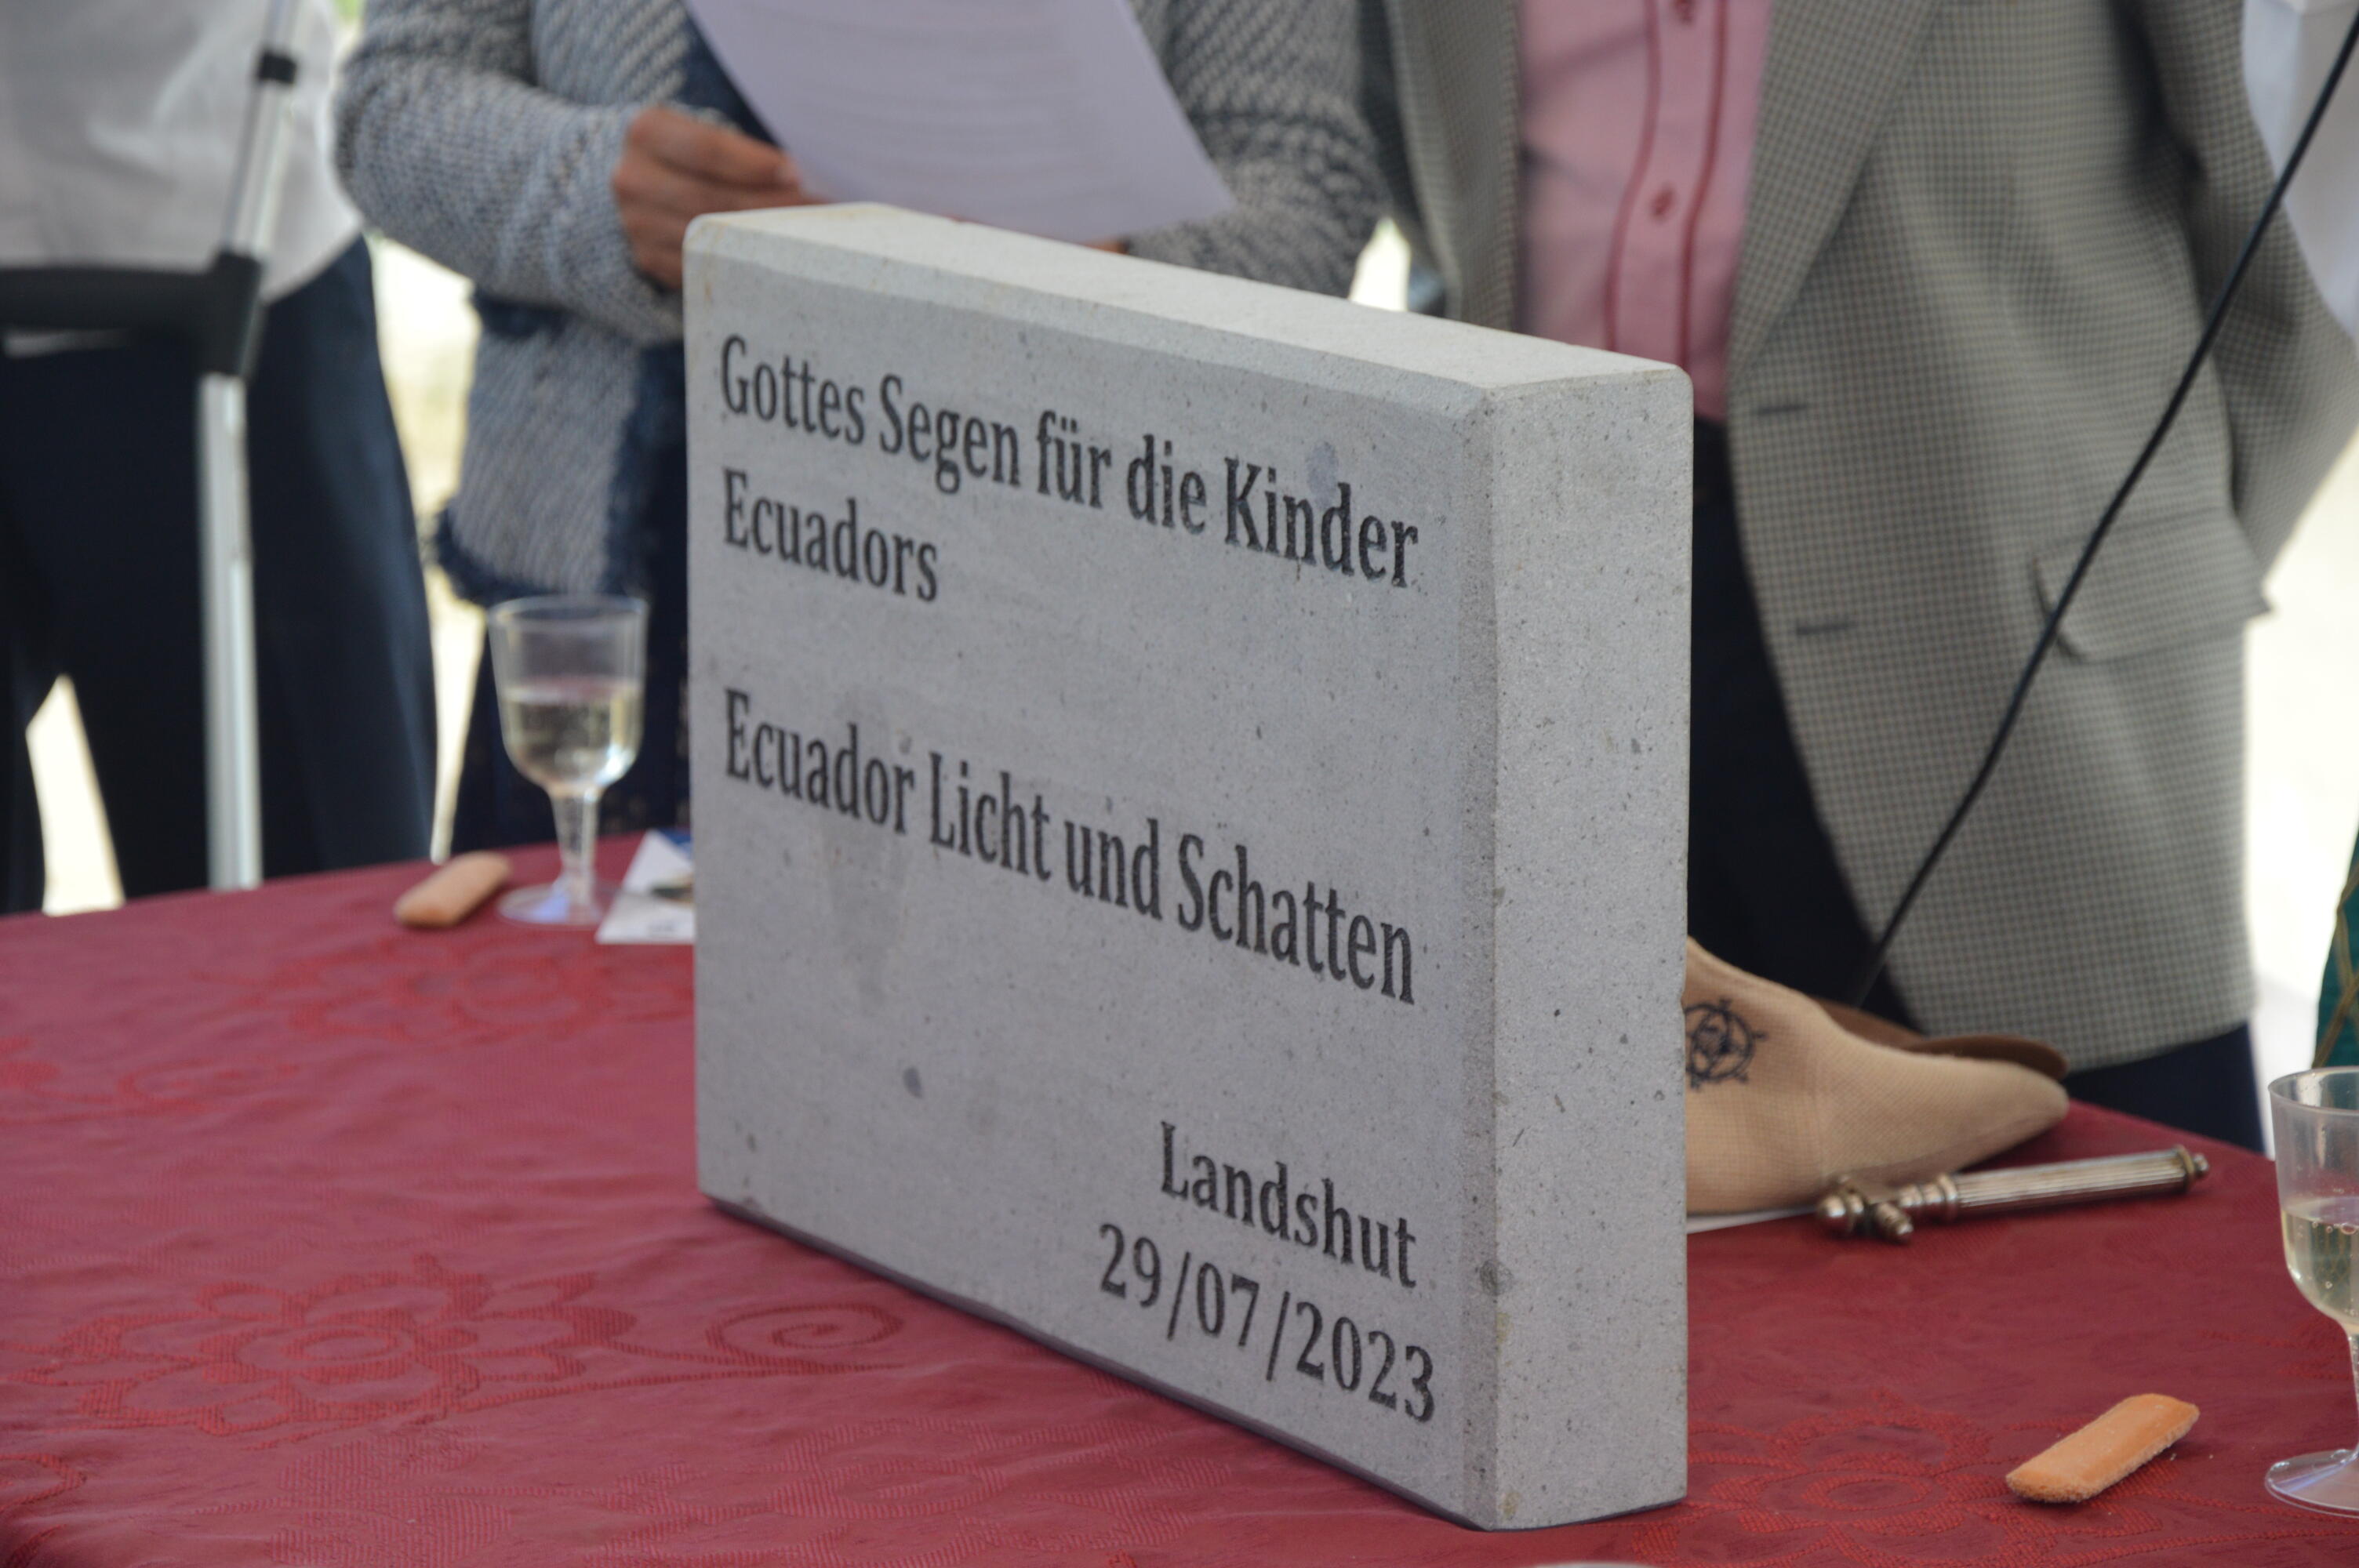 Gottes Segen für die Kinder
Ecuadors
Ecuador Licht und Schatten
Landshut
29/07/2023